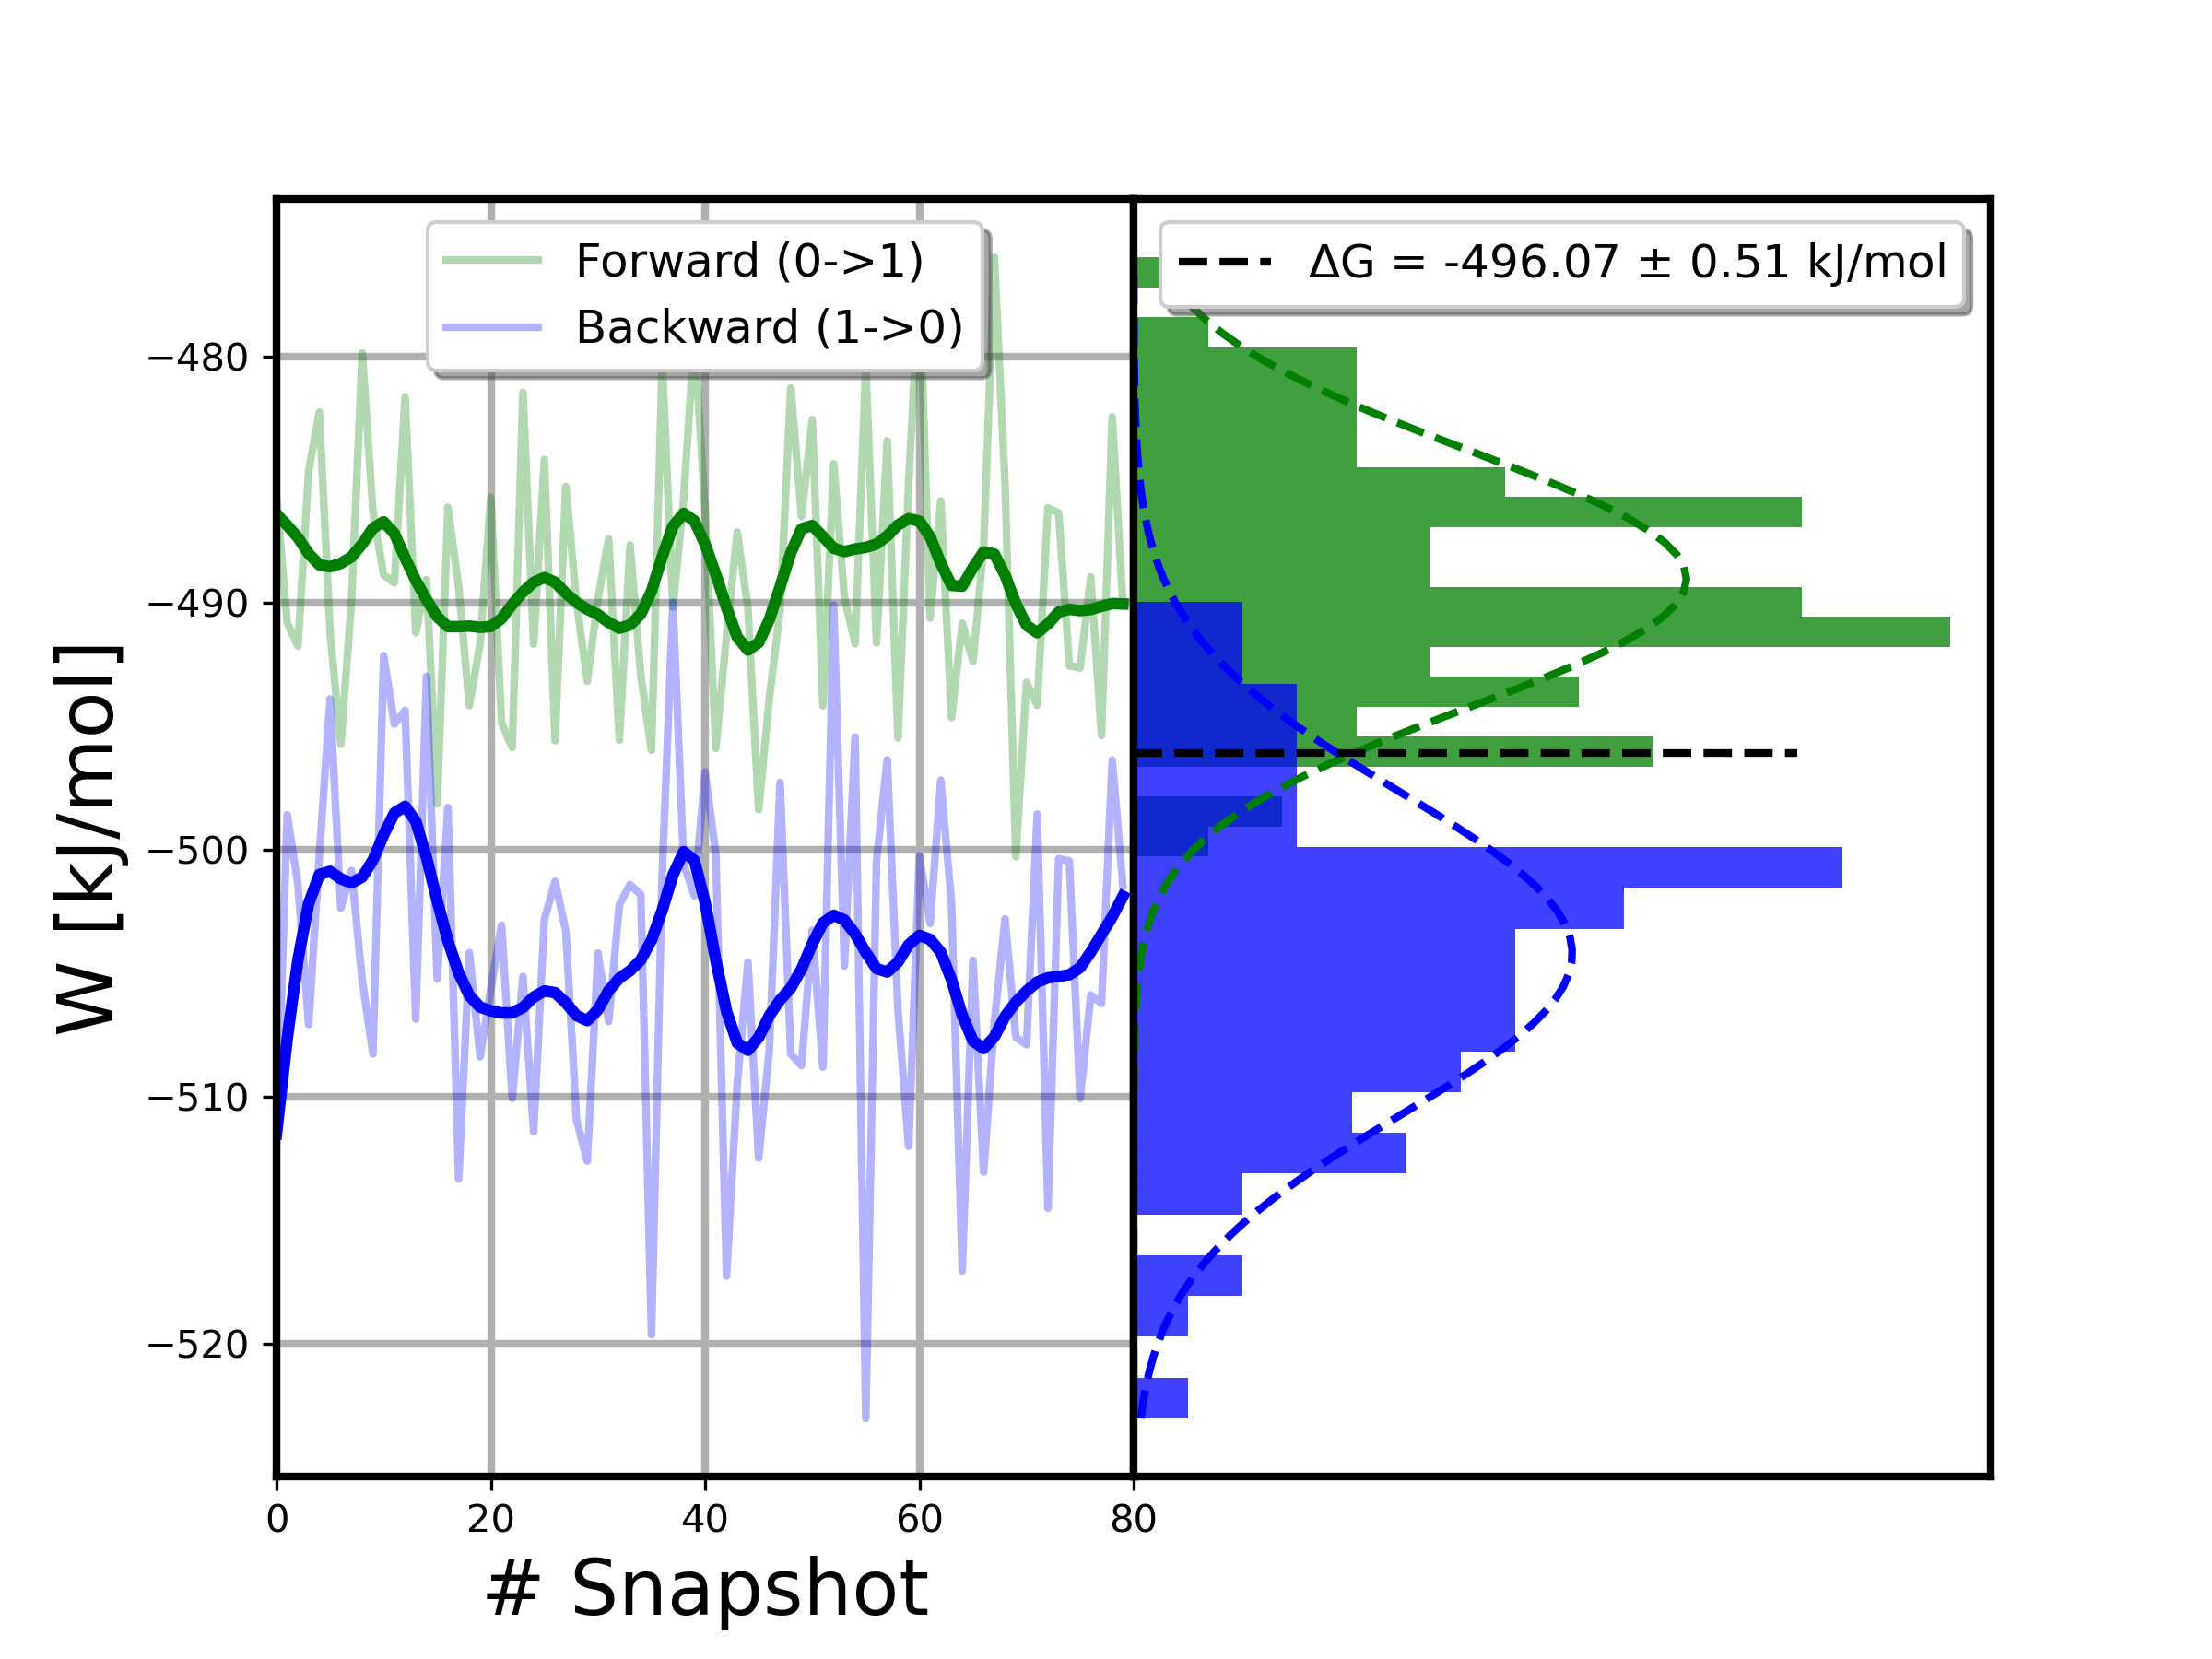 Forward (0->1)
Backward (1->0)
ΔG = -496.07 ± 0.51 kJ/mol
W [kJ/mol]
−480
−490
−500
−510
−520
0 20 40 60 80
# Snapshot